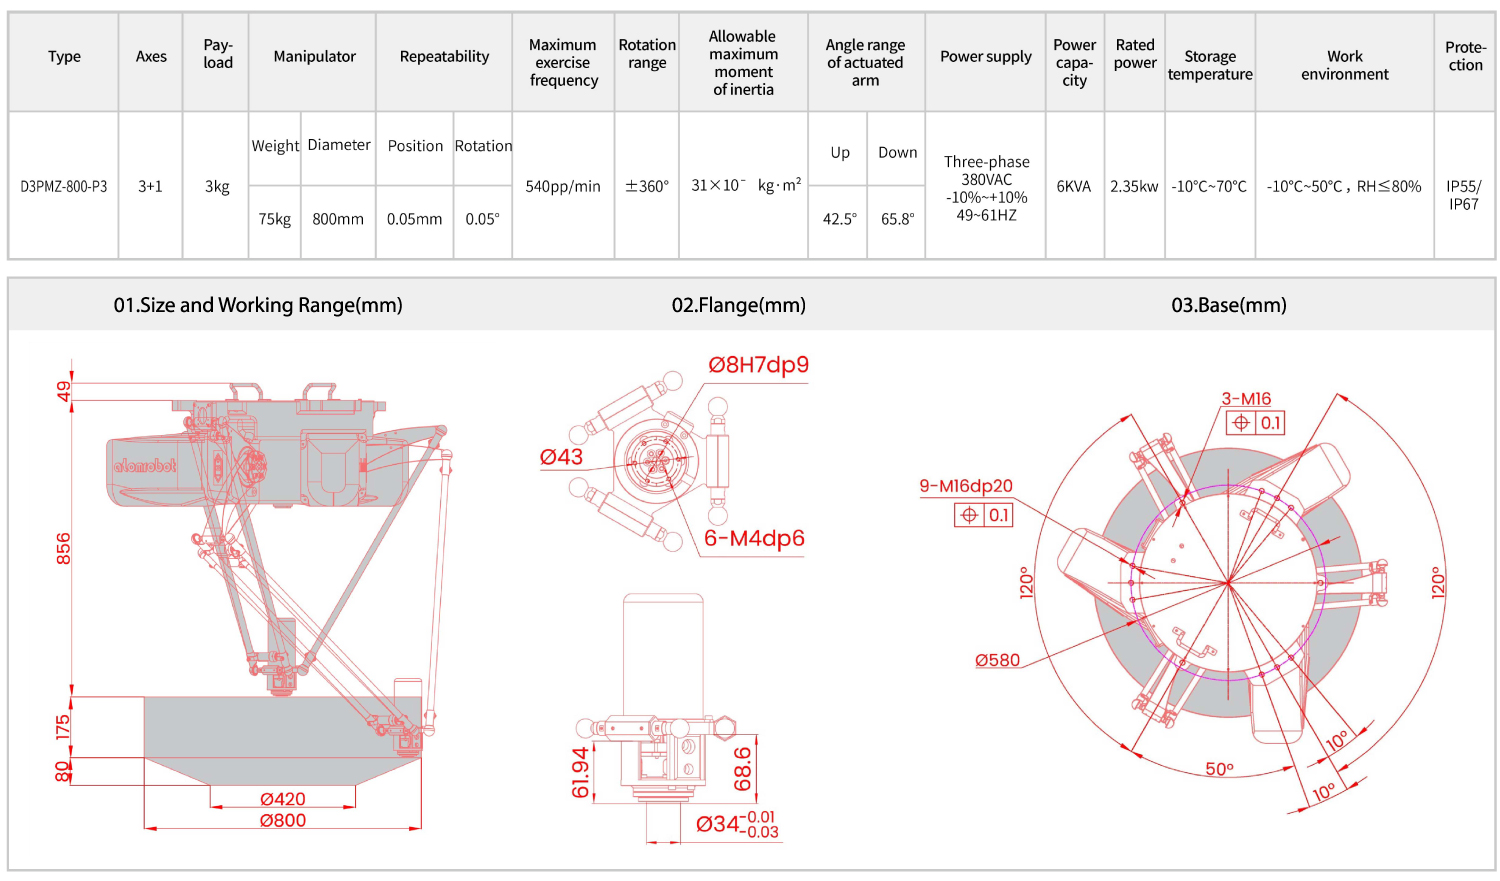 Type
Axes
Pay-
load
Manipulator
Repeatability
Maximum
exercise
frequency
Rotation
range
Allowable
maximum
moment
of inertia
Angle range
of actuated
arm
Power supply
Power
capa-
city
Rated
power
Storage
temperature
Work
environment
Prote-
ction
D3PMZ-800-P3
3+1
3kg
Weight
Diameter
Position
Rotation
75kg
800mm
0.05mm
0.05°
540pp/min
±360°
31×10⁻ kg·m²
Up
Down
42.5°
65.8°
Three-phase
380VAC
-10%~+10%
49~61HZ
6KVA
2.35kw
-10℃~70℃
-10℃~50℃ , RH≤80%
IP55/
IP67
01.Size and Working Range(mm)
02.Flange(mm)
03.Base(mm)
49
856
175
80
atomrobot
Ø420
Ø800
Ø8H7dp9
Ø43
6-M4dp6
61.94
68.6
Ø34
-0.01
-0.03
3-M16
0.1
9-M16dp20
0.1
120°
120°
Ø580
50°
10°
10°